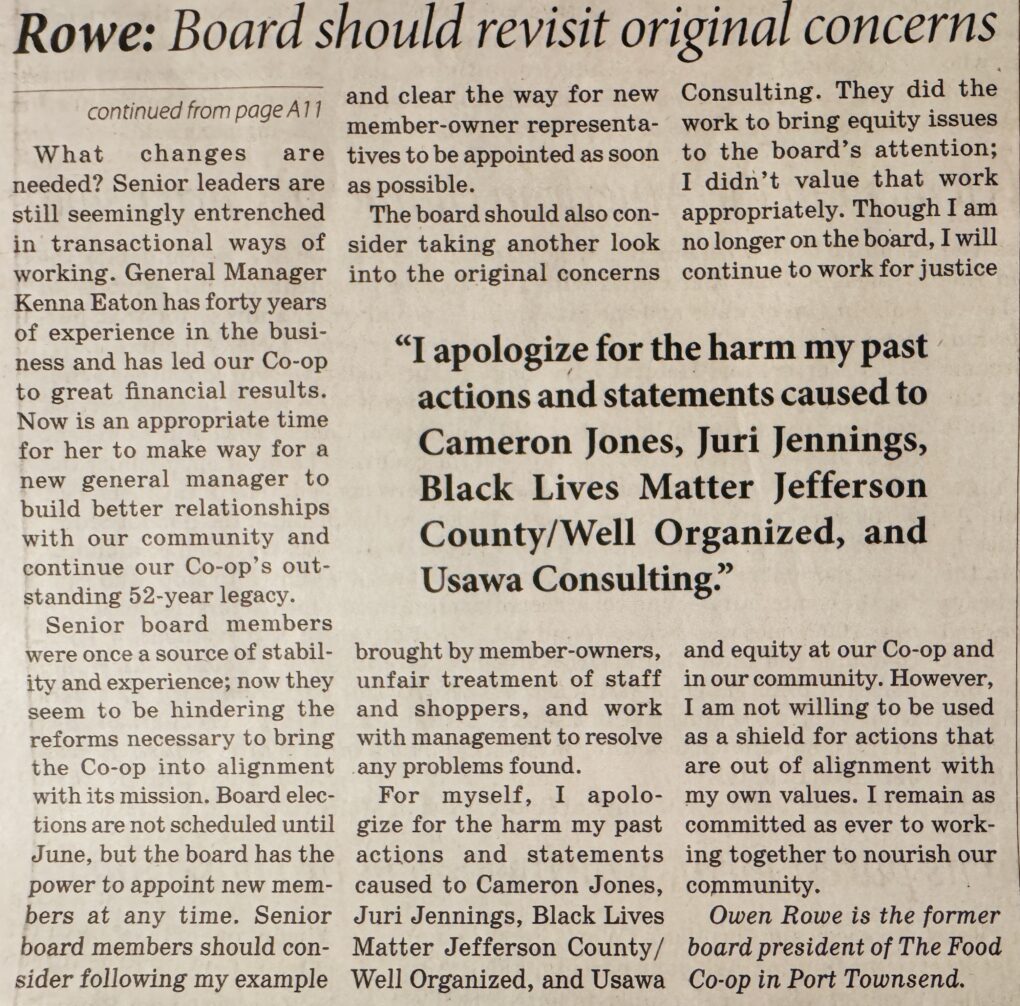 Rowe: Board should revisit original concerns
continued from page A11
What changes are
needed? Senior leaders are
still seemingly entrenched
in transactional ways of
working. General Manager
Kenna Eaton has forty years
of experience in the busi-
ness and has led our Co-op
to great financial results.
Now is an appropriate time
for her to make way for a
new general manager to
build better relationships
with our community and
continue our Co-op's out-
standing 52-year legacy.
Senior board members
were once a source of stabil-
ity and experience; now they
seem to be hindering the
reforms necessary to bring
the Co-op into alignment
with its mission. Board elec-
tions are not scheduled until
June, but the board has the
power to appoint new mem-
bers at any time. Senior
board members should con-
sider following my example
and clear the way for new
member-owner representa-
tives to be appointed as soon
as possible.
The board should also con-
sider taking another look
into the original concerns
brought by member-owners,
unfair treatment of staff
and shoppers, and work
with management to resolve
any problems found.
For myself, I apolo-
gize for the harm my past
actions and statements
caused to Cameron Jones,
Juri Jennings, Black Lives
Matter Jefferson County/
Well Organized, and Usawa
Consulting. They did the
work to bring equity issues
to the board's attention;
I didn't value that work
appropriately. Though I am
no longer on the board, I will
continue to work for justice
and equity at our Co-op and
in our community. However,
I am not willing to be used
as a shield for actions that
are out of alignment with
my own values. I remain as
committed as ever to work-
ing together to nourish our
community.
Owen Rowe is the former
board president of The Food
Co-op in Port Townsend.
"I apologize for the harm my past
actions and statements caused to
Cameron Jones, Juri Jennings,
Black Lives Matter Jefferson
County/Well Organized, and
Usawa Consulting."